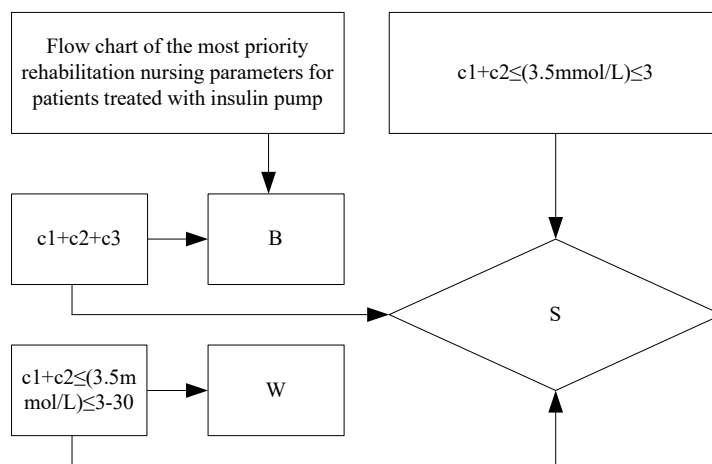 Flow chart of the most priority
rehabilitation nursing parameters for
patients treated with insulin pump
c1+c2≤(3.5mmol/L)≤3
c1+c2+c3
B
S
c1+c2≤(3.5m
mol/L)≤3-30
W